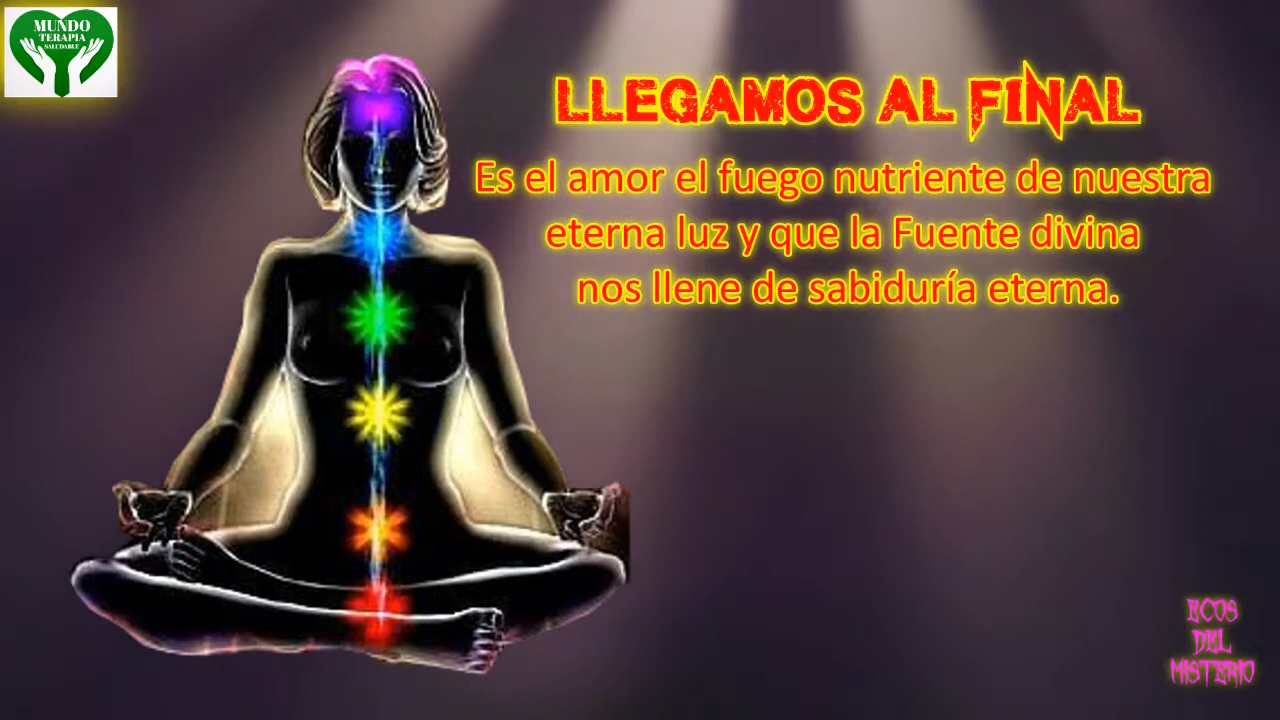 MUNDO
TERAPIA
SALUDABLE
LLEGAMOS AL FINAL
Es el amor el fuego nutriente de nuestra
eterna luz y que la Fuente divina
nos llene de sabiduría eterna.
ECOS
DEL
MISTERIO